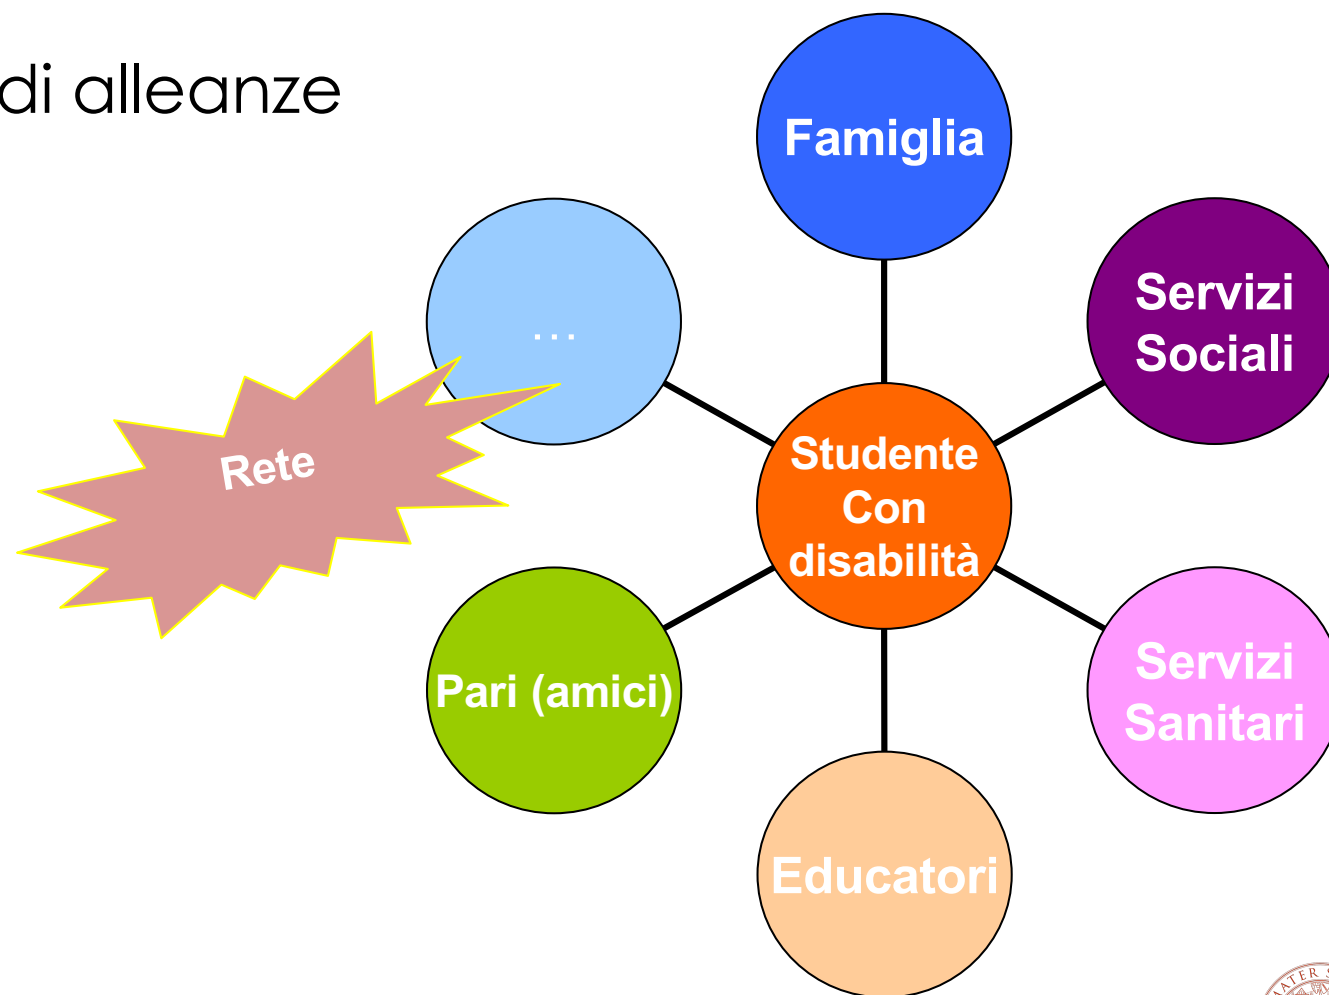 di alleanze
Famiglia
…
Servizi
Sociali
Rete
Studente
Con
disabilità
Pari (amici)
Servizi
Sanitari
Educatori